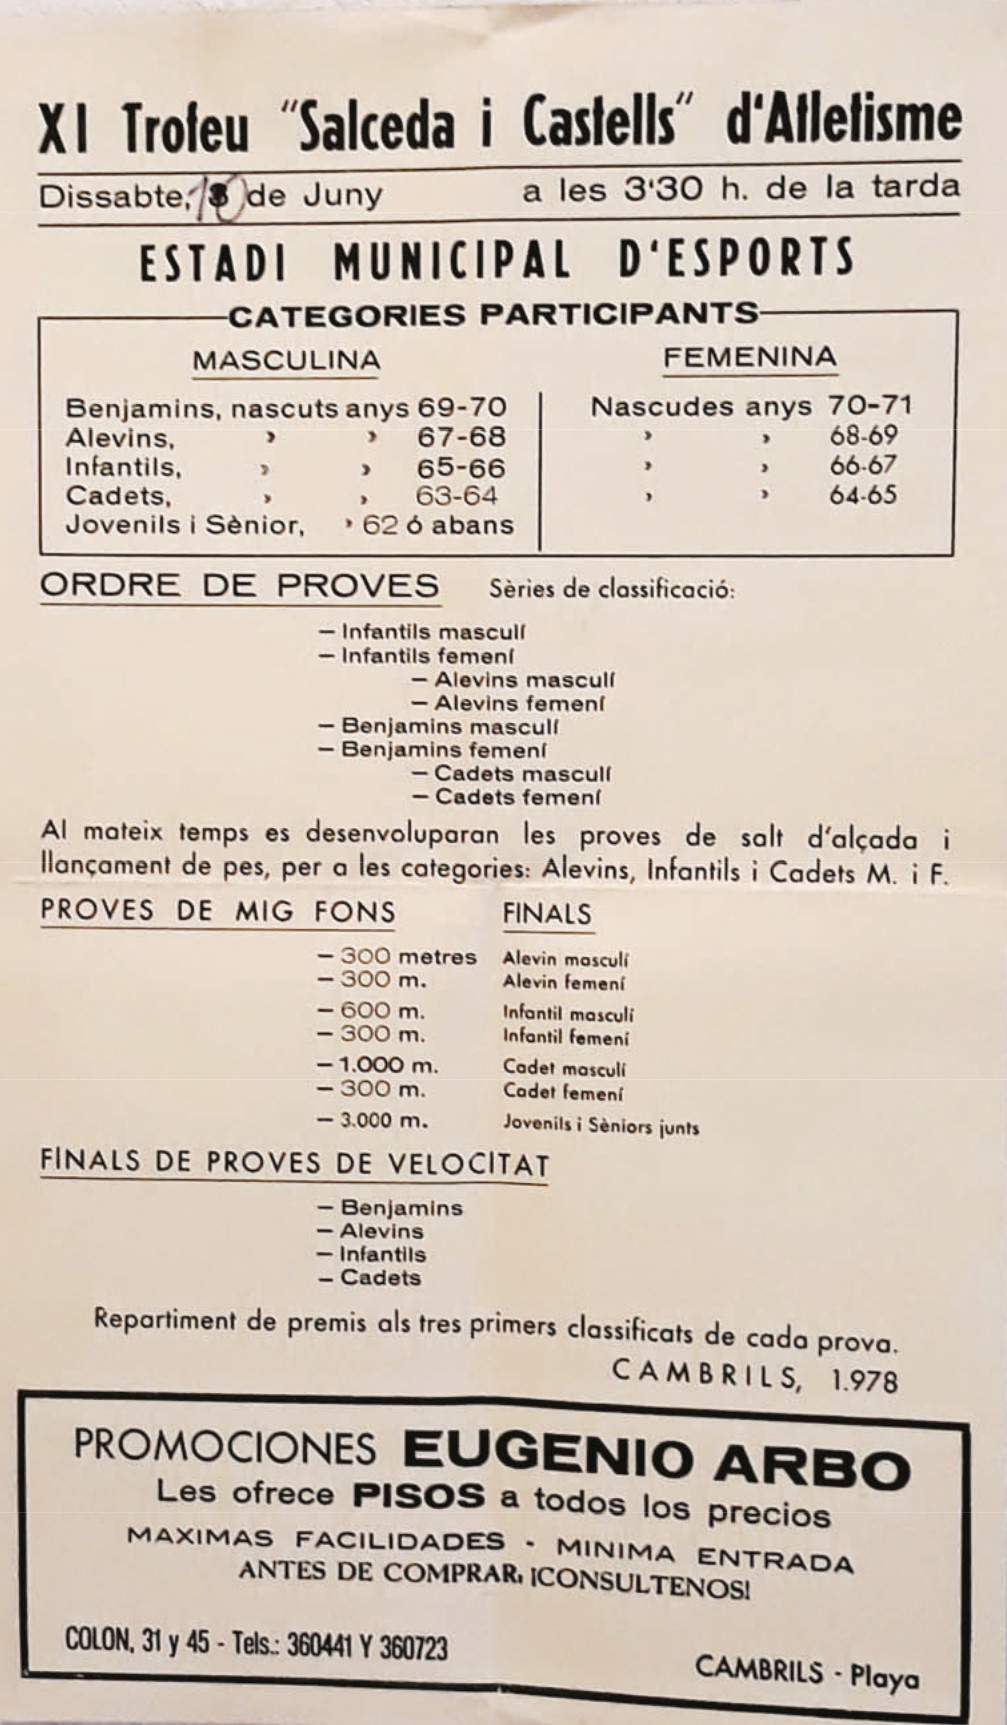 XI Trofeu "Salceda i Castells" d'Atletisme
Dissabte, de Juny a les 3'30 h. de la tarda
ESTADI MUNICIPAL D'ESPORTS
CATEGORIES PARTICIPANTS
MASCULINA FEMENINA
Benjamins, nascuts anys 69-70 Nascudes anys 70-71
Alevins, » » 67-68 » » 68-69
Infantils, » » 65-66 » » 66-67
Cadets, » » 63-64 » » 64-65
Jovenils i Sènior, » 62 ó abans
ORDRE DE PROVES Sèries de classificació:
— Infantils masculí
— Infantils femení
— Alevins masculí
— Alevins femení
— Benjamins masculí
— Benjamins femení
— Cadets masculí
— Cadets femení
Al mateix temps es desenvoluparan les proves de salt d'alçada i
llançament de pes, per a les categories: Alevins, Infantils i Cadets M. i F.
PROVES DE MIG FONS FINALS
— 300 metres Alevin masculí
— 300 m. Alevin femení
— 600 m. Infantil masculí
— 300 m. Infantil femení
— 1.000 m. Cadet masculí
— 300 m. Cadet femení
— 3.000 m. Jovenils i Sèniors junts
FINALS DE PROVES DE VELOCITAT
— Benjamins
— Alevins
— Infantils
— Cadets
Repartiment de premis als tres primers classificats de cada prova.
CAMBRILS, 1.978
PROMOCIONES EUGENIO ARBO
Les ofrece PISOS a todos los precios
MAXIMAS FACILIDADES - MINIMA ENTRADA
ANTES DE COMPRAR, ¡CONSULTENOS!
COLON, 31 y 45 - Tels.: 360441 Y 360723
CAMBRILS - Playa